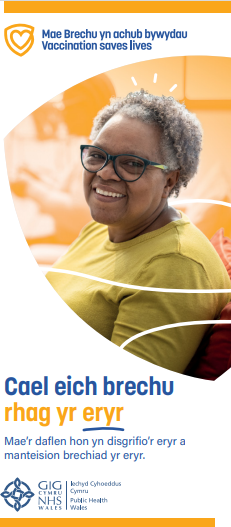 Mae Brechu yn achub bywydau
Vaccination saves lives
Cael eich brechu
rhag yr eryr
Mae'r daflen hon yn disgrifio'r eryr a
manteision brechiad yr eryr.
GIG
CYMRU
NHS
WALES
Iechyd Cyhoeddus
Cymru
Public Health
Wales